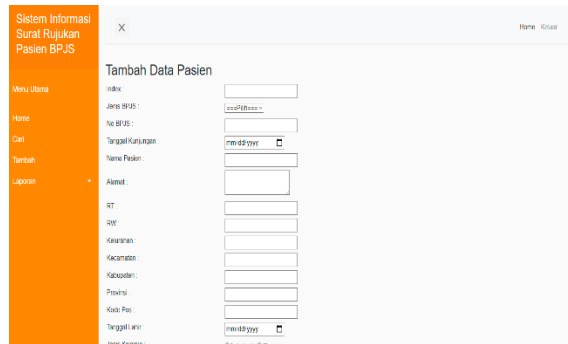 Sistem Informasi
Surat Rujukan
Pasien BPJS
X
Home Keluar
Menu Utama
Home
Cari
Tambah
Laporan
Tambah Data Pasien
Index :
Jenis BPJS :
===Pilih===
No BPJS :
Tanggal Kunjungan :
mm/dd/yyyy
Nama Pasien :
Alamat :
RT :
RW :
Kelurahan :
Kecamatan :
Kabupaten :
Provinsi :
Kode Pos :
Tanggal Lahir :
mm/dd/yyyy